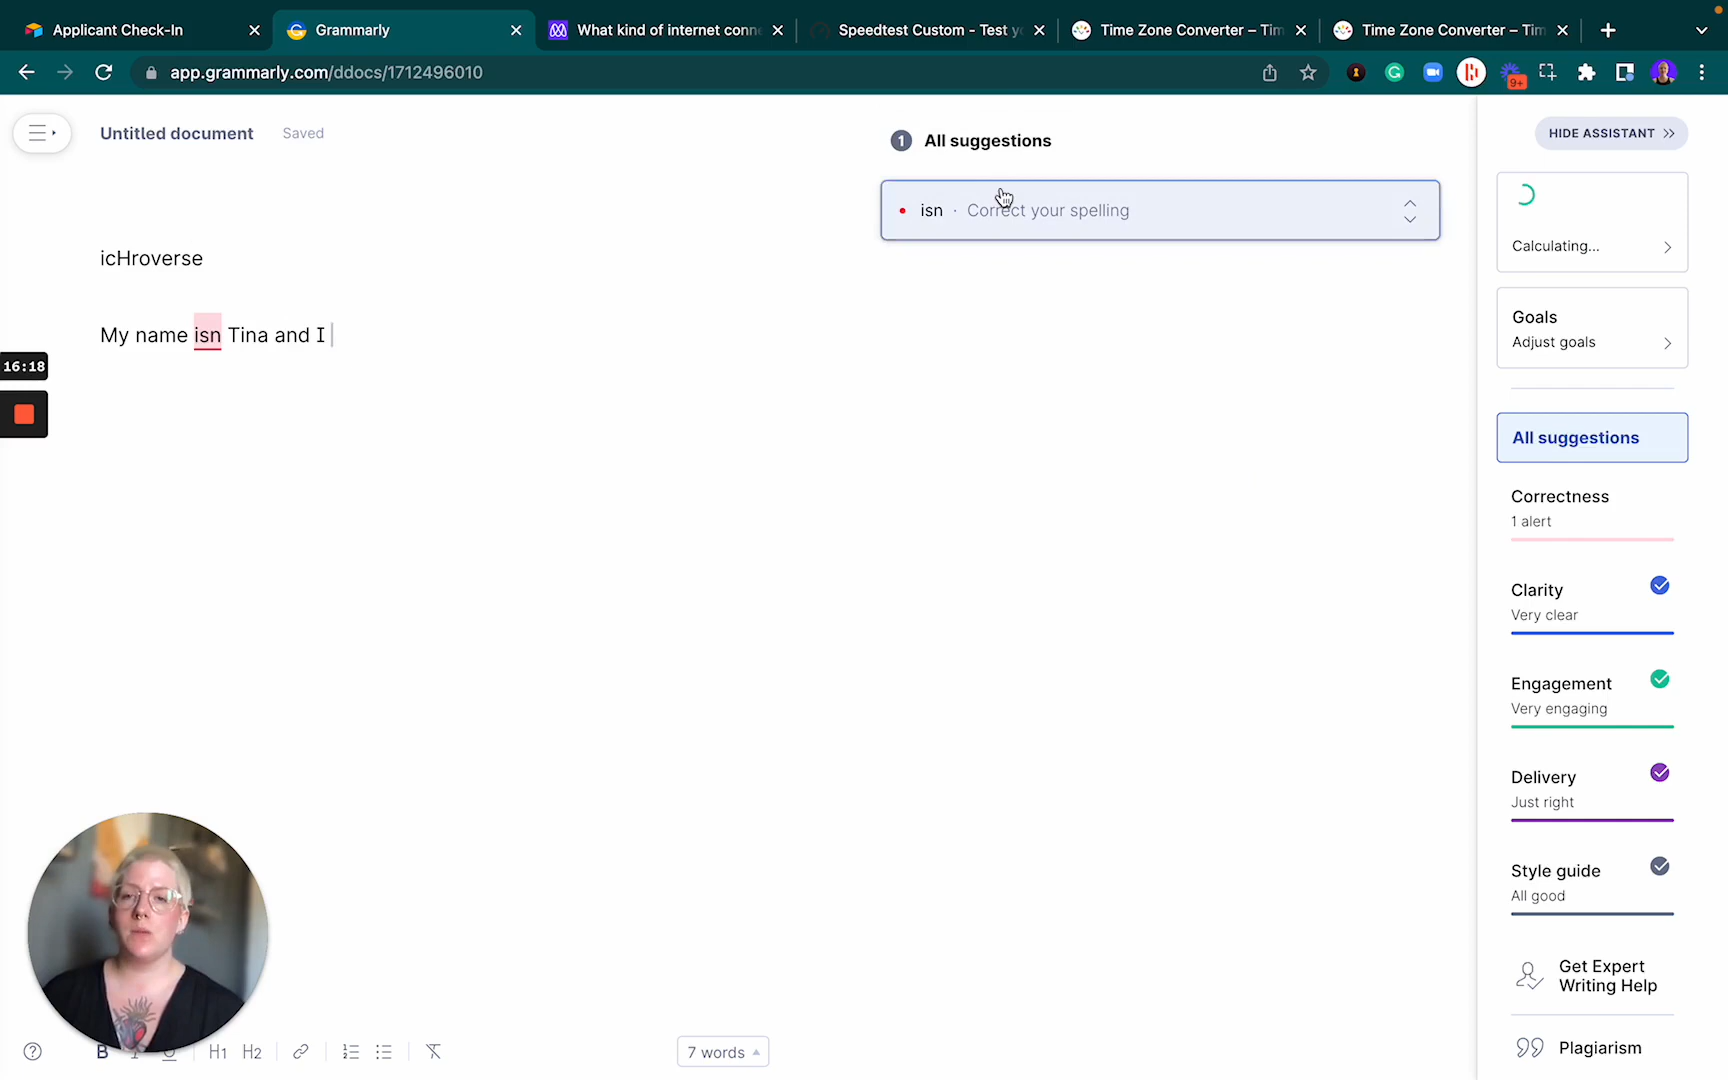 Applicant Check-In
Grammarly
What kind of internet conne
Speedtest Custom - Test yo
Time Zone Converter – Tim
Time Zone Converter – Tim
app.grammarly.com/ddocs/1712496010
9+
Untitled document
Saved
1 All suggestions
HIDE ASSISTANT
isn · Correct your spelling
Calculating...
icHroverse
My name isn Tina and I
16:18
Goals
Adjust goals
All suggestions
Correctness
1 alert
Clarity
Very clear
Engagement
Very engaging
Delivery
Just right
Style guide
All good
Get Expert
Writing Help
Plagiarism
B I U H1 H2
7 words